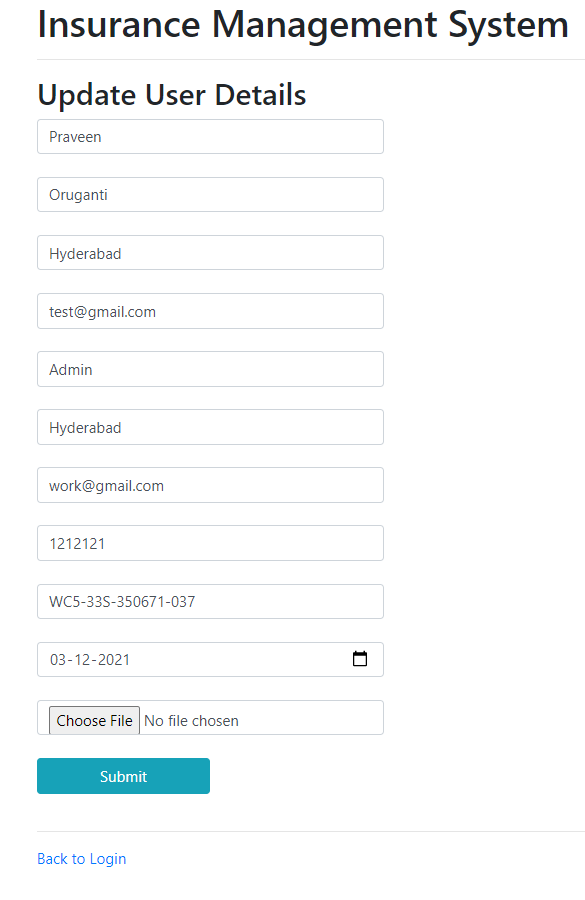 Insurance Management System
Update User Details
Praveen
Oruganti
Hyderabad
test@gmail.com
Admin
Hyderabad
work@gmail.com
1212121
WC5-33S-350671-037
03-12-2021
Choose File No file chosen
Submit
Back to Login